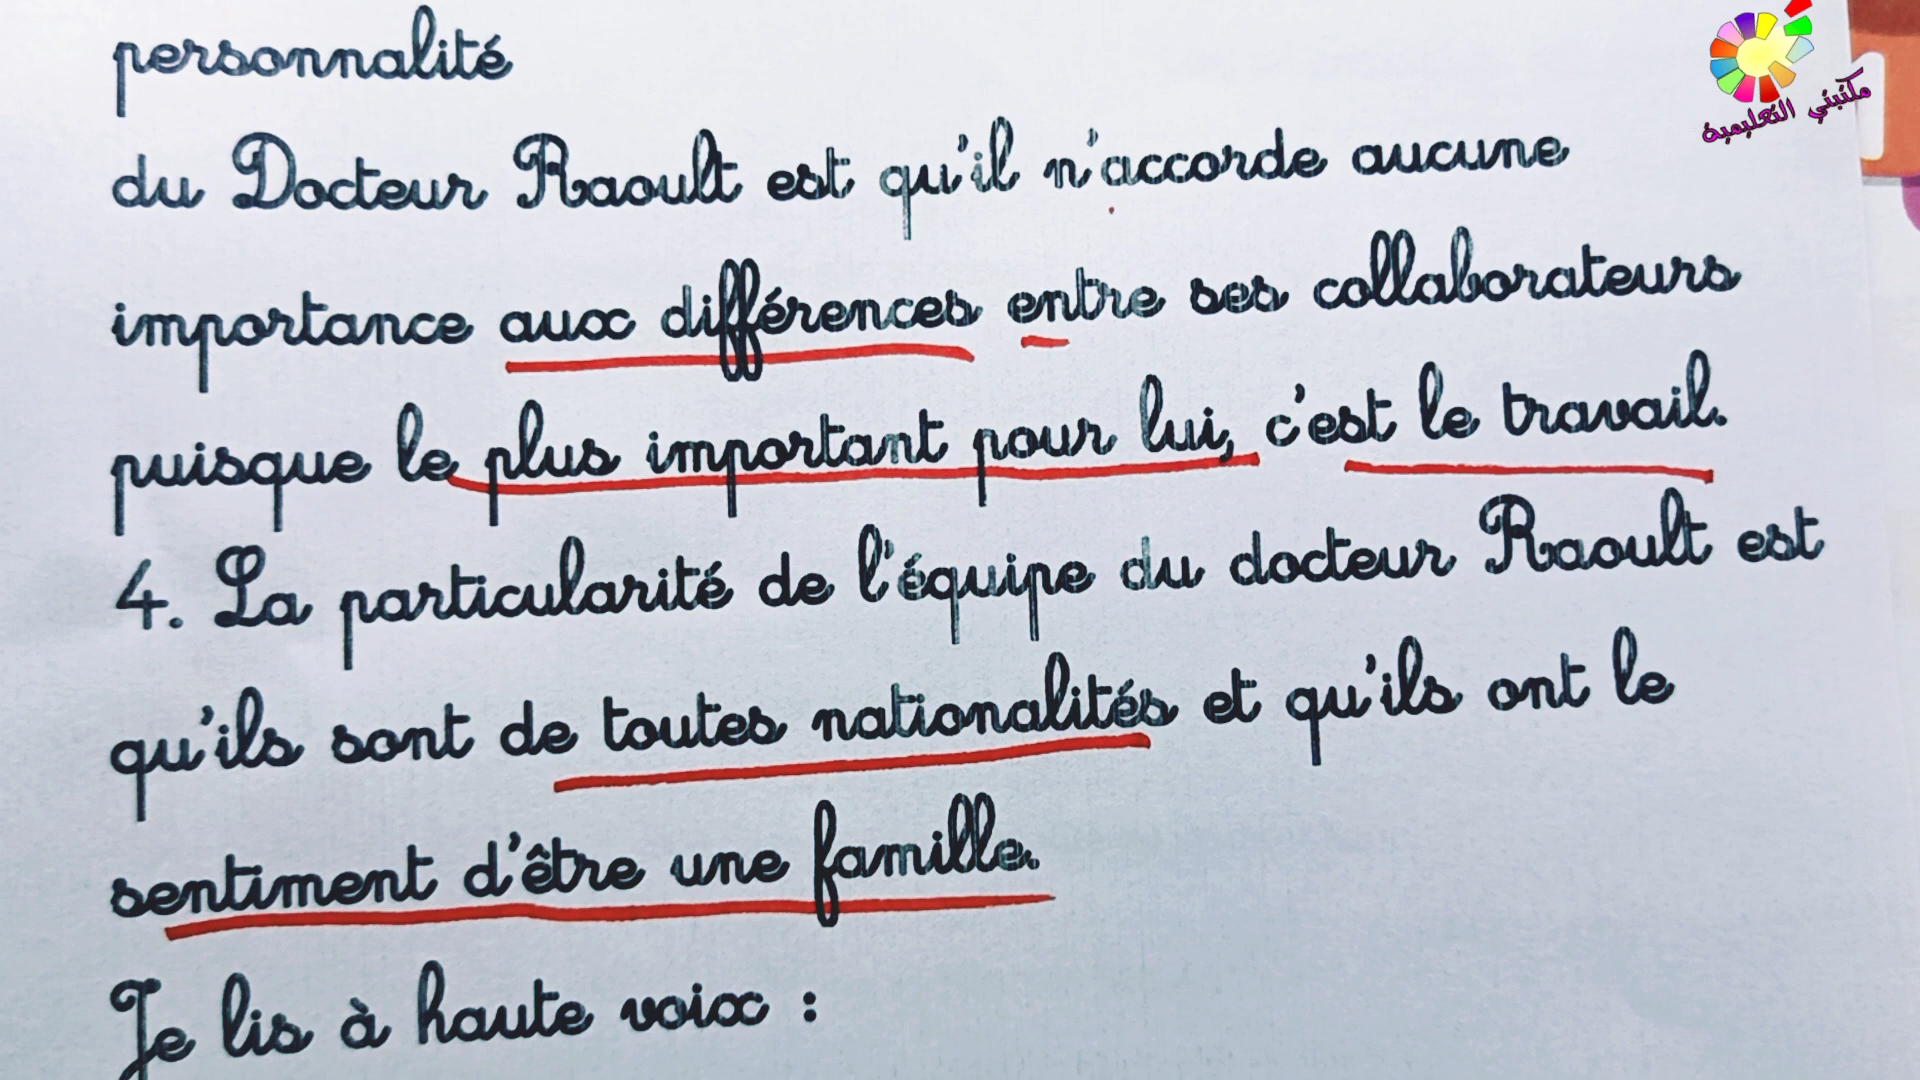 personnalité
مكتبتي التعليمية
du Docteur Raoult est qu'il n'accorde aucune
importance aux différences entre ses collaborateurs
puisque le plus important pour lui, c'est le travail.
4. La particularité de l'équipe du docteur Raoult est
qu'ils sont de toutes nationalités et qu'ils ont le
sentiment d'être une famille.
Je lis à haute voix :